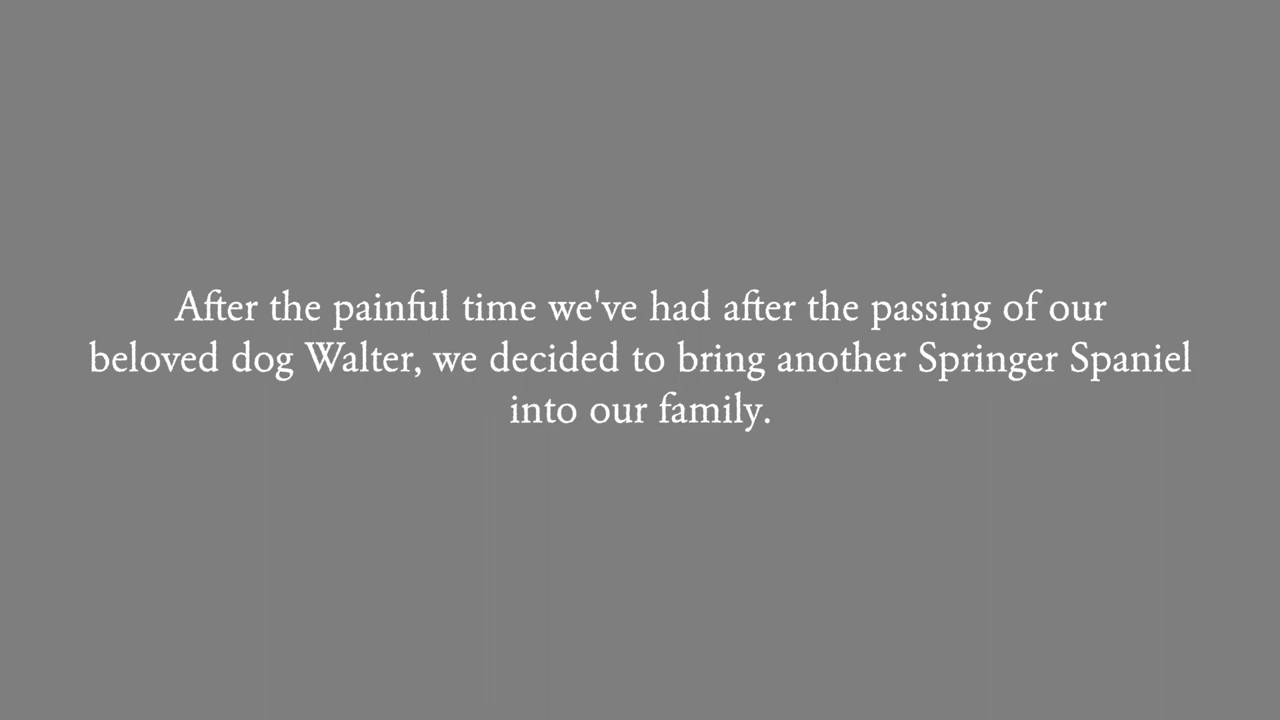 After the painful time we've had after the passing of our
beloved dog Walter, we decided to bring another Springer Spaniel
into our family.